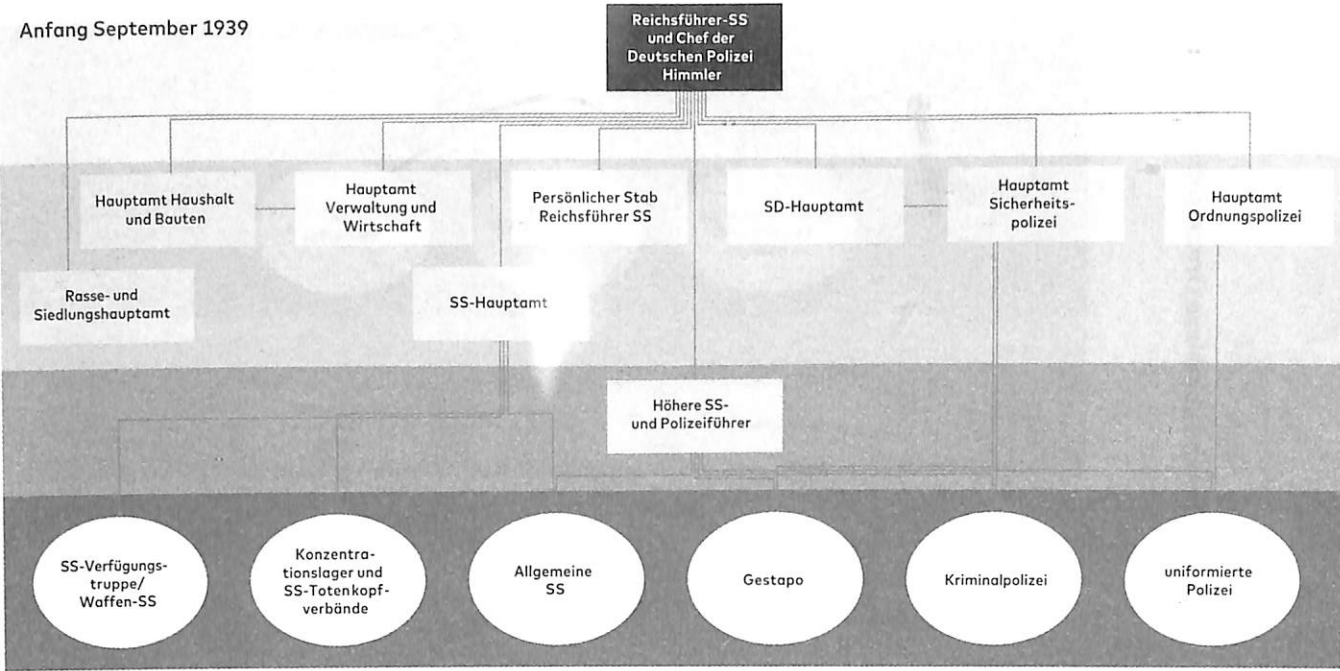 Anfang September 1939
Reichsführer-SS
und Chef der
Deutschen Polizei
Himmler
Hauptamt Haushalt
und Bauten
Hauptamt
Verwaltung und
Wirtschaft
Persönlicher Stab
Reichsführer SS
SD-Hauptamt
Hauptamt
Sicherheits-
polizei
Hauptamt
Ordnungspolizei
Rasse- und
Siedlungshauptamt
SS-Hauptamt
Höhere SS-
und Polizeiführer
SS-Verfügungs-
truppe/
Waffen-SS
Konzentra-
tionslager und
SS-Totenkopf-
verbände
Allgemeine
SS
Gestapo
Kriminalpolizei
uniformierte
Polizei